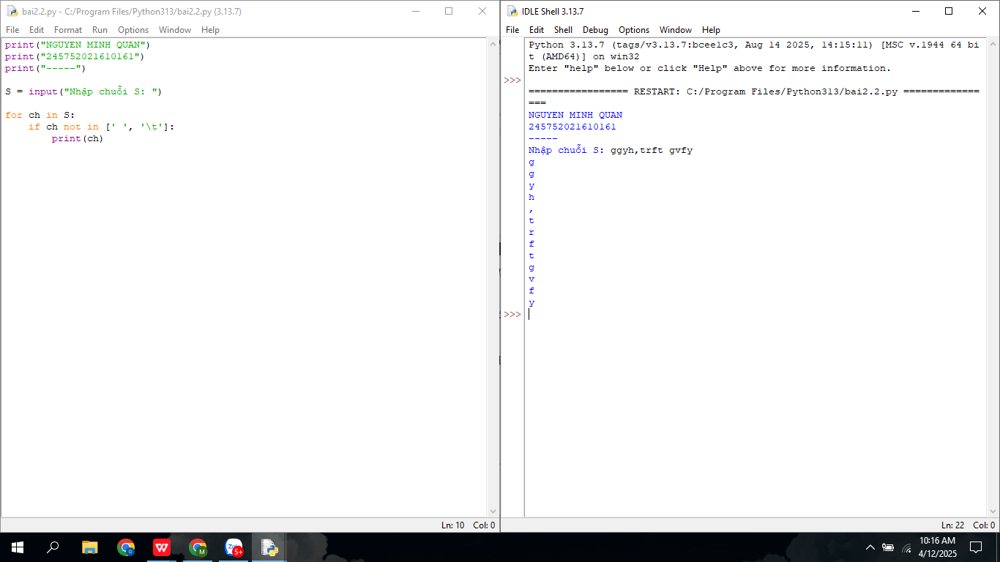 bai2.2.py - C:/Program Files/Python313/bai2.2.py (3.13.7)
File Edit Format Run Options Window Help
print("NGUYEN MINH QUAN")
print("245752021610161")
print("-----")
S = input("Nhập chuỗi S: ")
for ch in S:
    if ch not in [' ', '\t']:
        print(ch)
Ln: 10 Col: 0
IDLE Shell 3.13.7
File Edit Shell Debug Options Window Help
Python 3.13.7 (tags/v3.13.7:bcee1c3, Aug 14 2025, 14:15:11) [MSC v.1944 64 bi
t (AMD64)] on win32
Enter "help" below or click "Help" above for more information.
>>>
================= RESTART: C:/Program Files/Python313/bai2.2.py =============
===
NGUYEN MINH QUAN
245752021610161
-----
Nhập chuỗi S: ggyh,trft gvfy
g
g
y
h
,
t
r
f
t
g
v
f
y
>>>
Ln: 22 Col: 0
5+
10:16 AM
4/12/2025